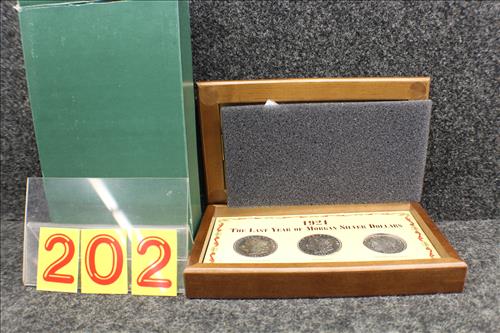 1921
The Last Year of Morgan Silver Dollars
202